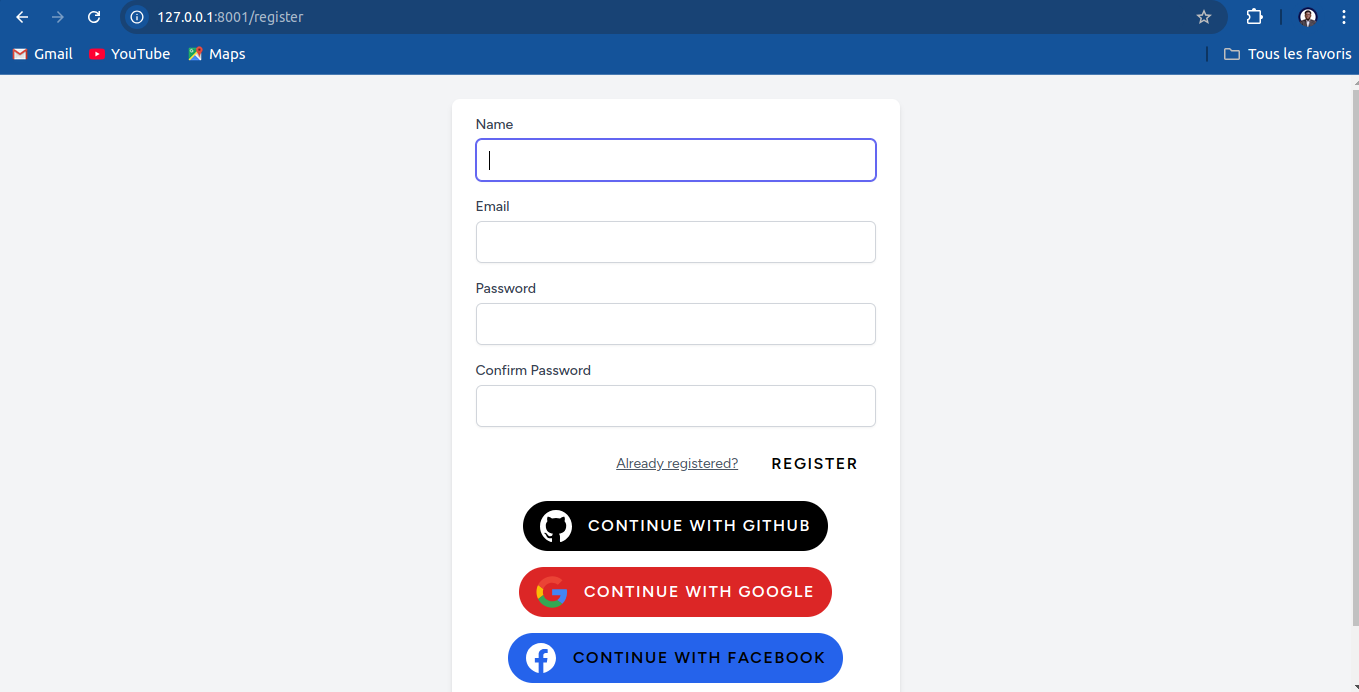 127.0.0.1:8001/register
Gmail YouTube Maps Tous les favoris
Name
Email
Password
Confirm Password
Already registered? REGISTER
CONTINUE WITH GITHUB
CONTINUE WITH GOOGLE
CONTINUE WITH FACEBOOK